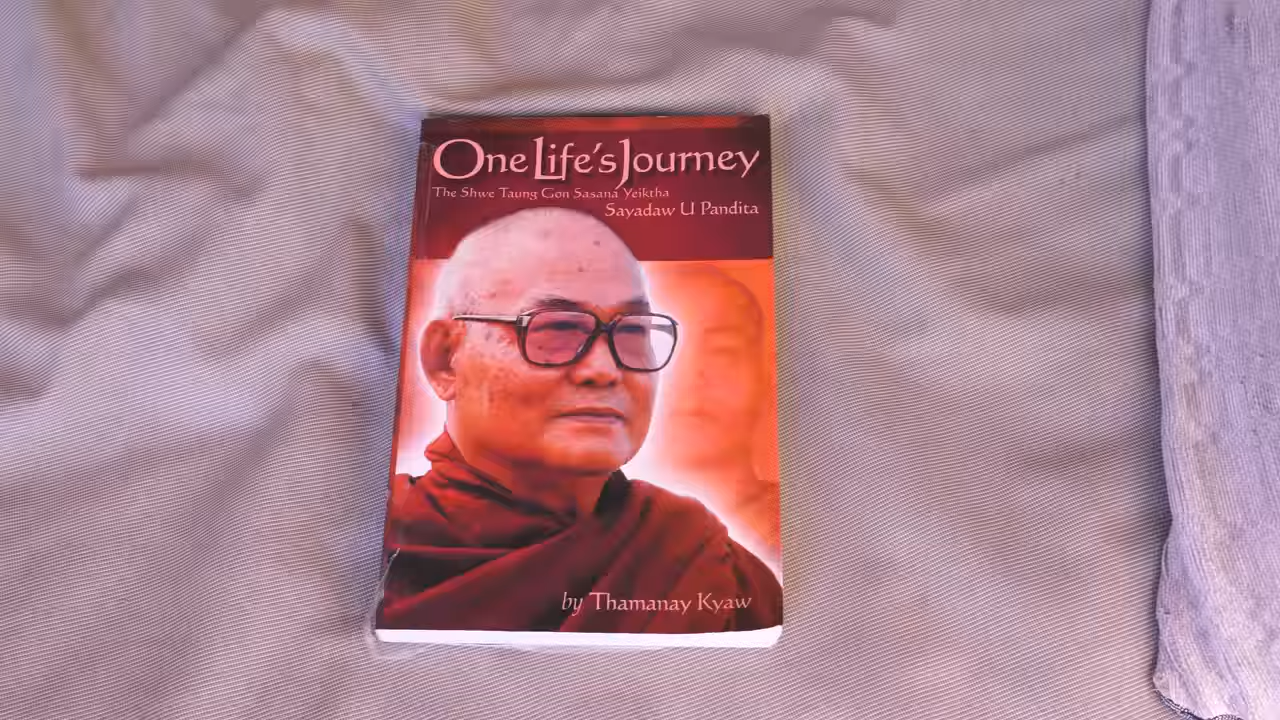 One Life's Journey
The Shwe Taung Gon Sasana Yeiktha
Sayadaw U Pandita
by Thamanay Kyaw